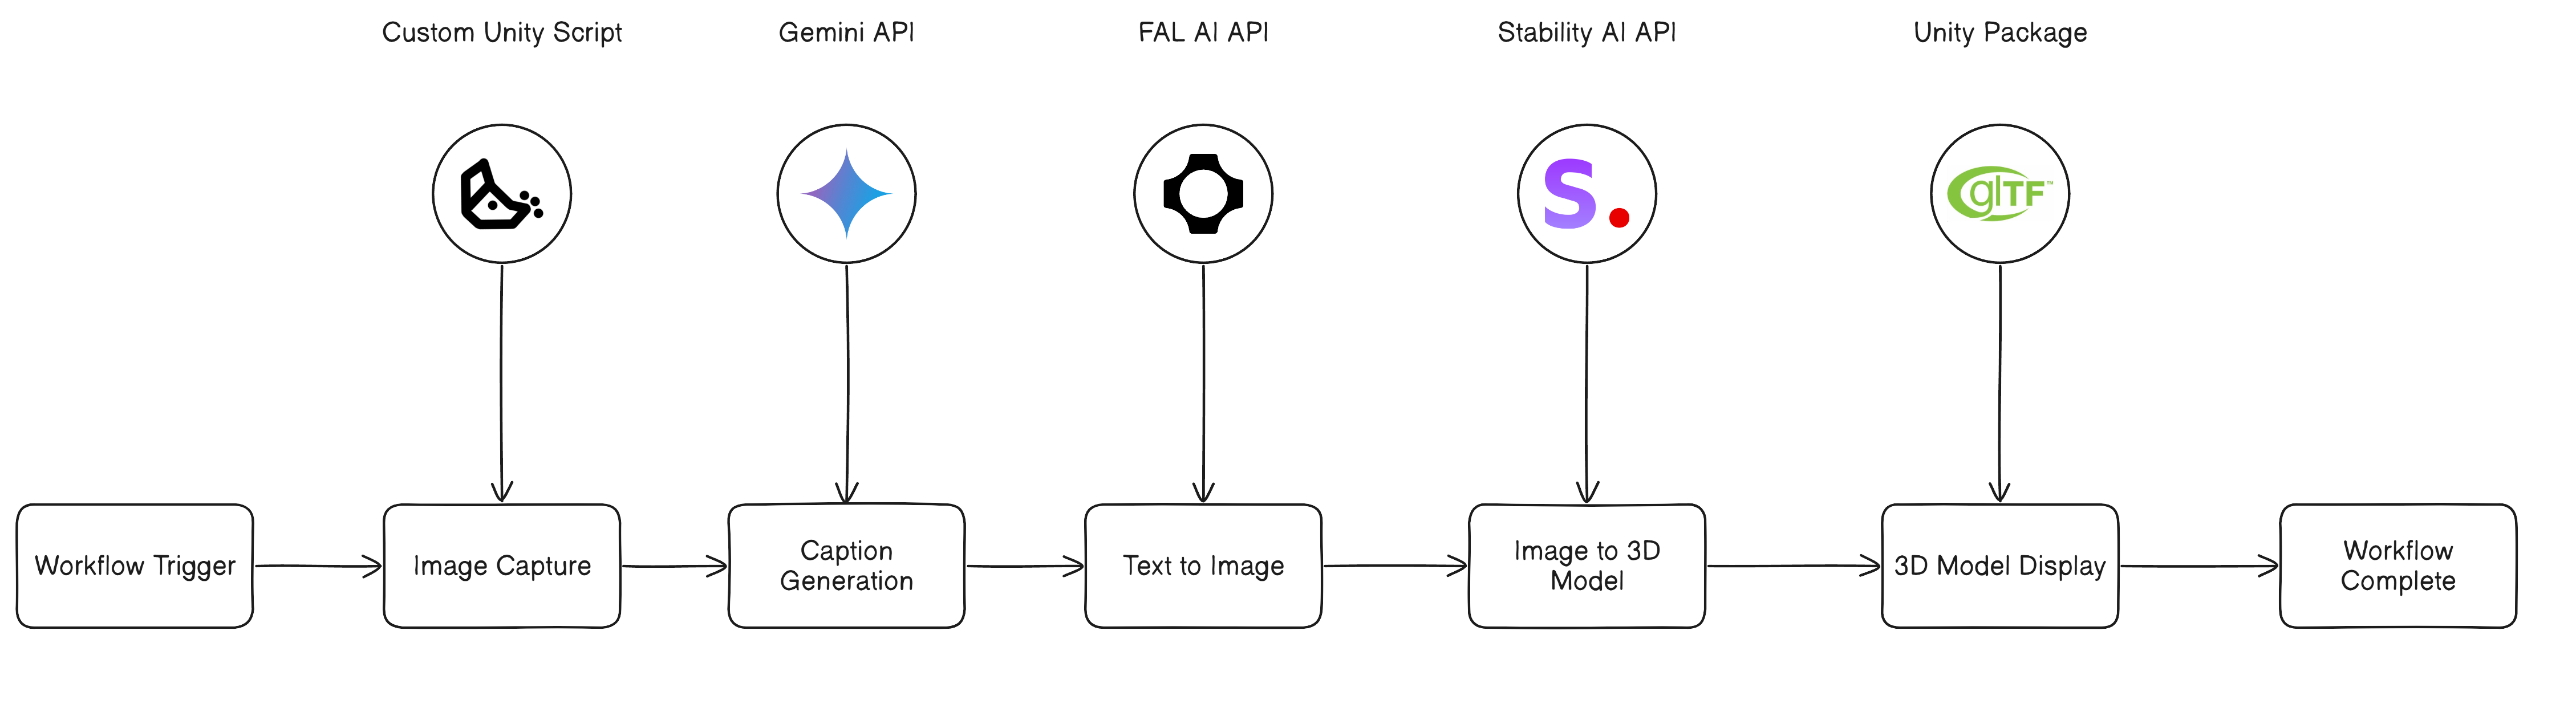 Custom Unity Script
Gemini API
FAL AI API
Stability AI API
Unity Package
S.
glTF™
Workflow Trigger
Image Capture
Caption
Generation
Text to Image
Image to 3D
Model
3D Model Display
Workflow
Complete